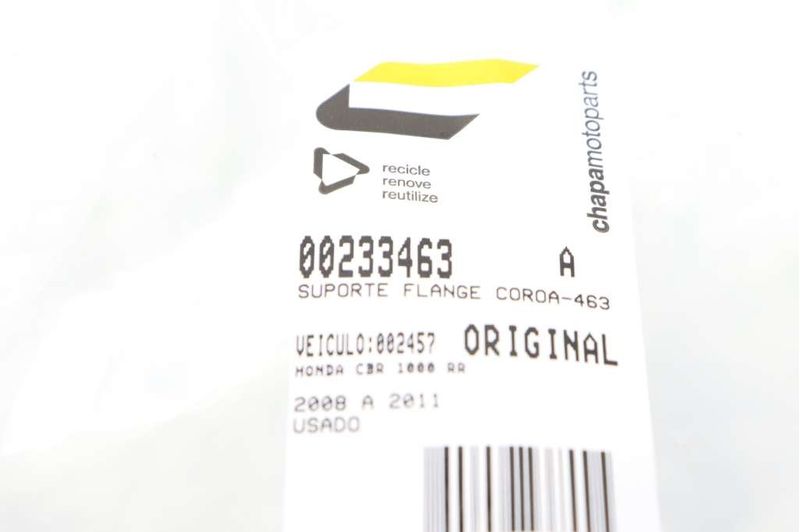 chapamotoparts
recicle
renove
reutilize
00233463 A
SUPORTE FLANGE COROA-463
VEICULO:002457 ORIGINAL
HONDA CBR 1000 RR
2008 A 2011
USADO